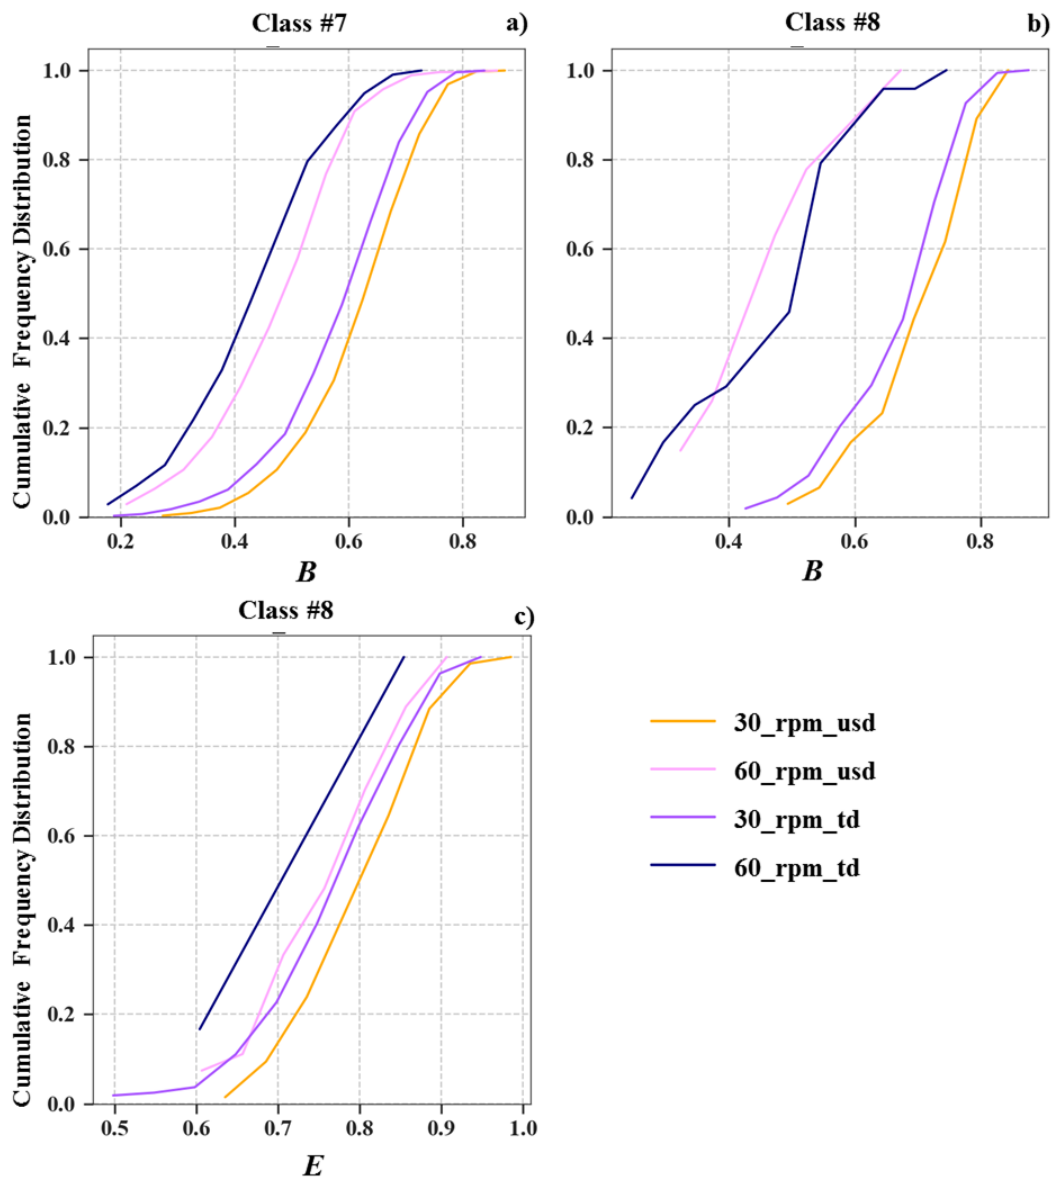 Class #7
a)
Cumulative Frequency Distribution
1.0
0.8
0.6
0.4
0.2
0.0
0.2 0.4 0.6 0.8
B
Class #8
b)
1.0
0.8
0.6
0.4
0.2
0.0
0.4 0.6 0.8
B
Class #8
c)
Cumulative Frequency Distribution
1.0
0.8
0.6
0.4
0.2
0.0
0.5 0.6 0.7 0.8 0.9 1.0
E
30_rpm_usd
60_rpm_usd
30_rpm_td
60_rpm_td